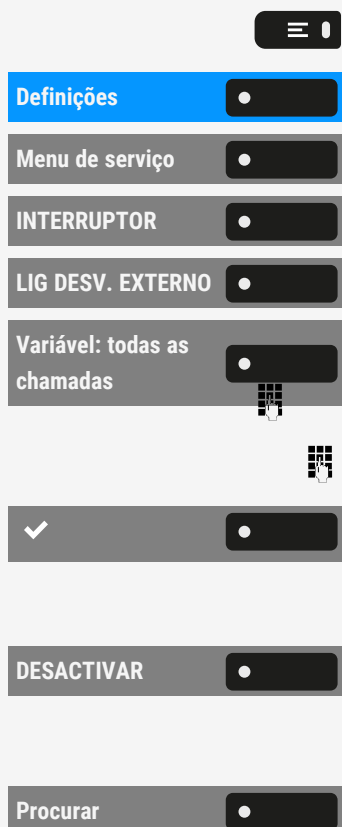 Definições
Menu de serviço
INTERRUPTOR
LIG DESV. EXTERNO
Variável: todas as
chamadas
DESACTIVAR
Procurar